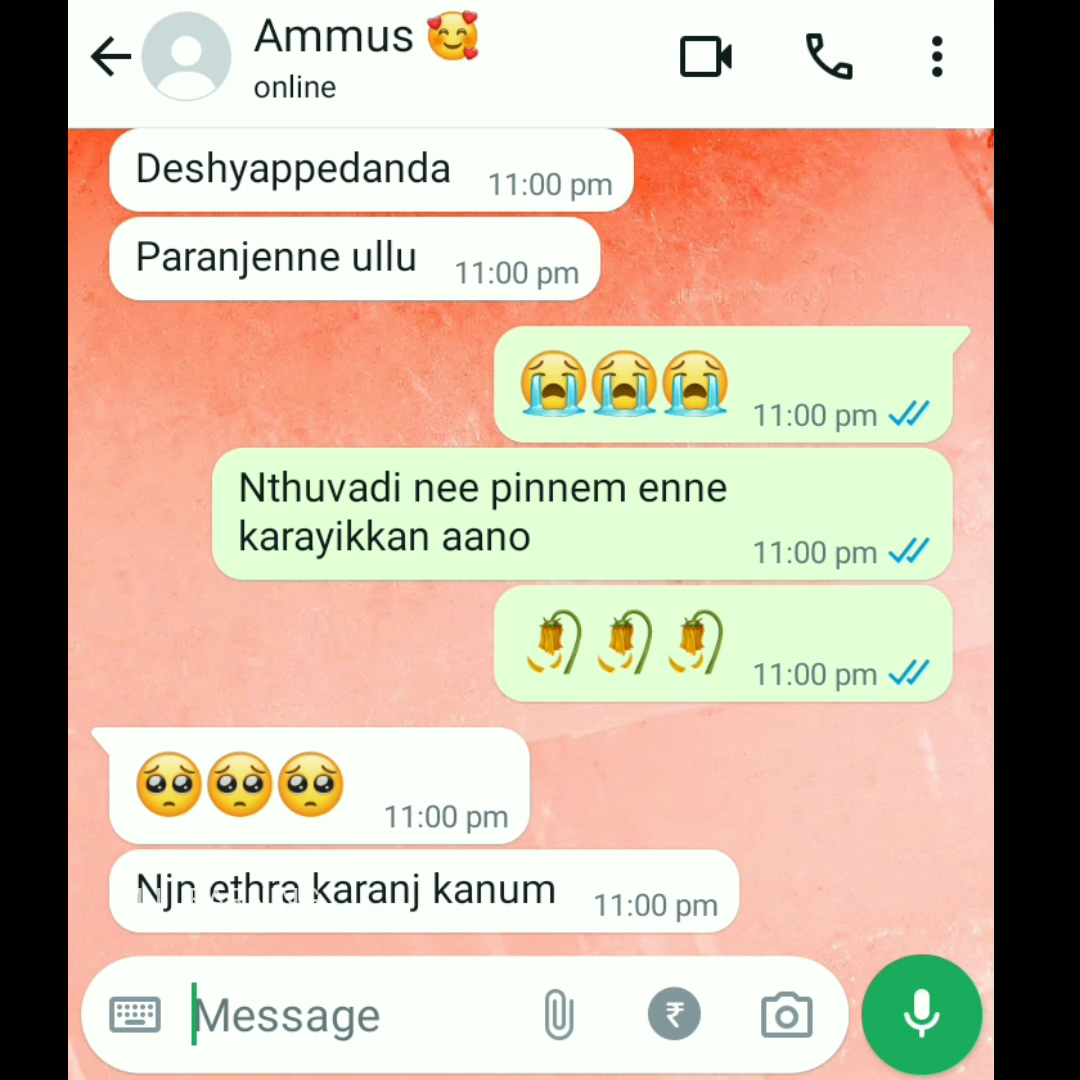 Ammus 🥰
online
Deshyappedanda 11:00 pm
Paranjenne ullu 11:00 pm
😭😭😭 11:00 pm
Nthuvadi nee pinnem enne
karayikkan aano 11:00 pm
🥀🥀🥀 11:00 pm
🥺🥺🥺 11:00 pm
Njn ethra karanj kanum 11:00 pm
Message